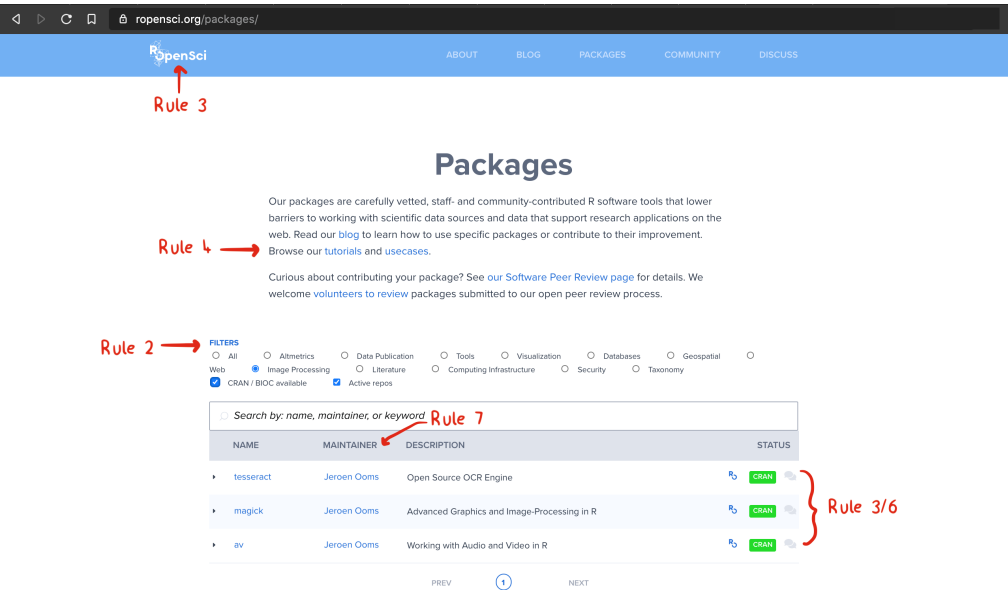 ropensci.org/packages/
ROpenSci
ABOUT BLOG PACKAGES COMMUNITY DISCUSS
Rule 3
Packages
Our packages are carefully vetted, staff- and community-contributed R software tools that lower
barriers to working with scientific data sources and data that support research applications on the
web. Read our blog to learn how to use specific packages or contribute to their improvement.
Rule 4
Browse our tutorials and usecases.
Curious about contributing your package? See our Software Peer Review page for details. We
welcome volunteers to review packages submitted to our open peer review process.
Rule 2
FILTERS
All Altmetrics Data Publication Tools Visualization Databases Geospatial
Web Image Processing Literature Computing Infrastructure Security Taxonomy
CRAN / BIOC available Active repos
Search by: name, maintainer, or keyword
Rule 7
NAME MAINTAINER DESCRIPTION STATUS
tesseract Jeroen Ooms Open Source OCR Engine CRAN
magick Jeroen Ooms Advanced Graphics and Image-Processing in R CRAN
Rule 3/6
av Jeroen Ooms Working with Audio and Video in R CRAN
PREV 1 NEXT